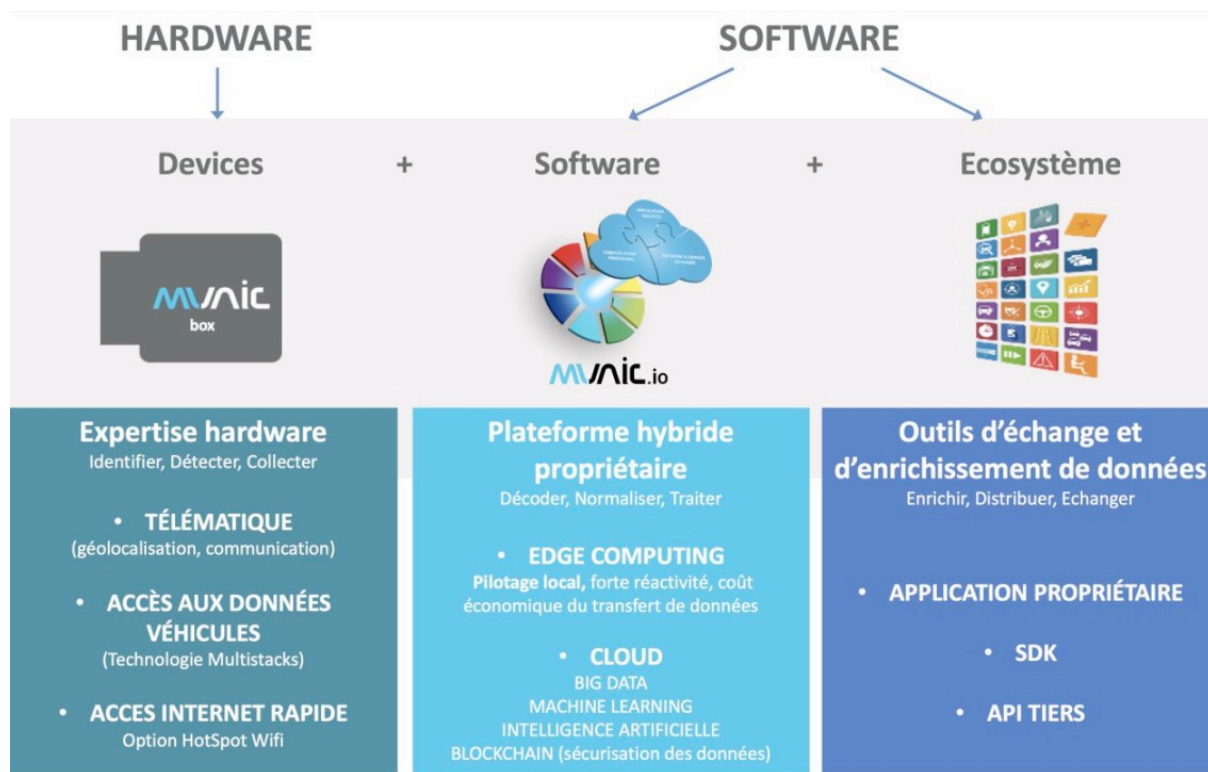 HARDWARE
SOFTWARE
Devices + Software + Ecosystème
munic
box
munic.io
Expertise hardware
Identifier, Détecter, Collecter
• TÉLÉMATIQUE
(géolocalisation, communication)
• ACCÈS AUX DONNÉES
VÉHICULES
(Technologie Multistacks)
• ACCES INTERNET RAPIDE
Option HotSpot Wifi
Plateforme hybride
propriétaire
Décoder, Normaliser, Traiter
• EDGE COMPUTING
Pilotage local, forte réactivité, coût
économique du transfert de données
• CLOUD
BIG DATA
MACHINE LEARNING
INTELLIGENCE ARTIFICIELLE
BLOCKCHAIN (sécurisation des données)
Outils d’échange et
d’enrichissement de données
Enrichir, Distribuer, Echanger
• APPLICATION PROPRIÉTAIRE
• SDK
• API TIERS